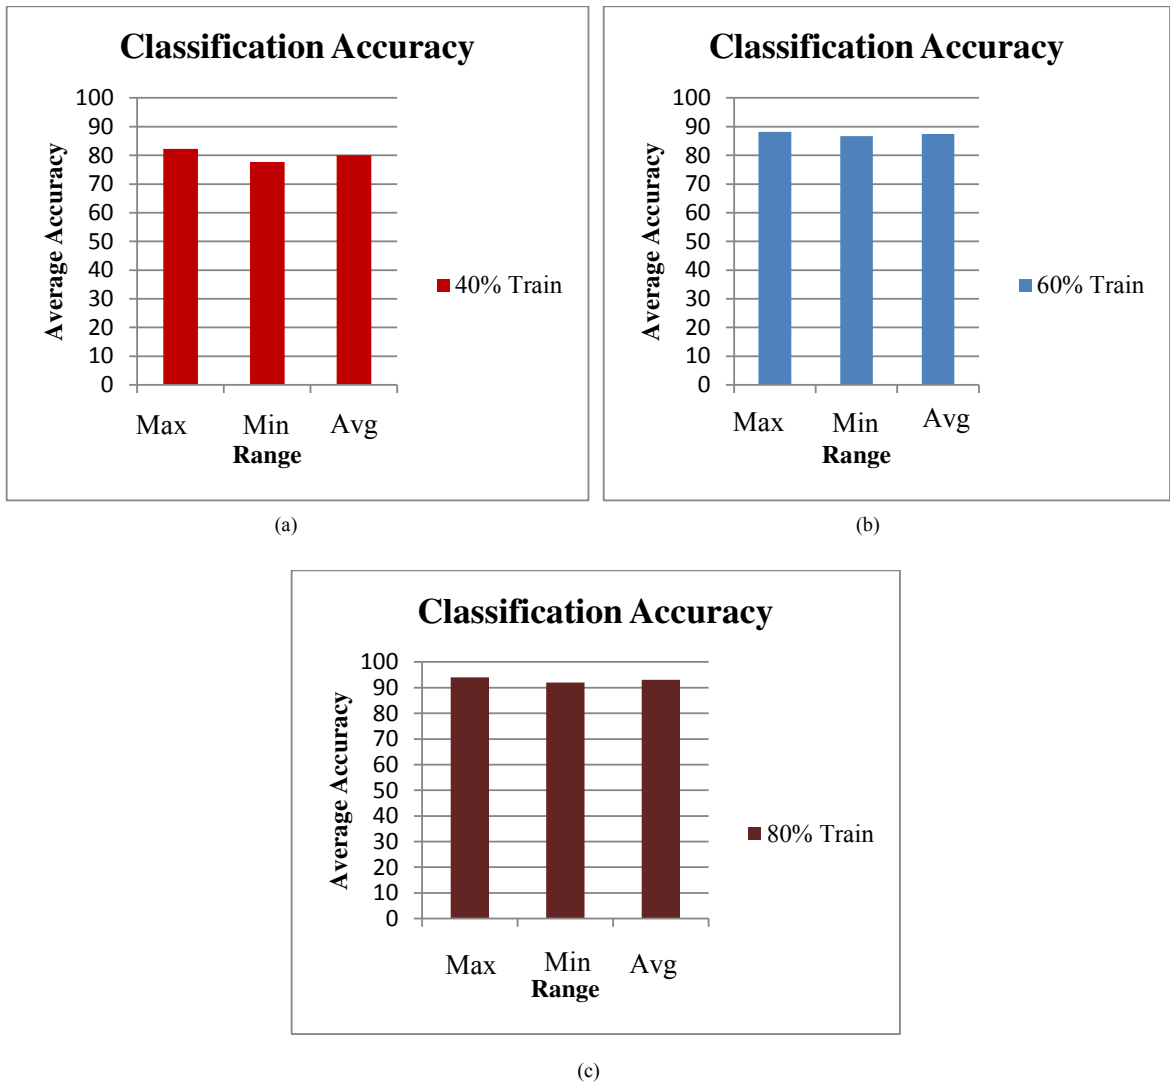 Classification Accuracy
100
90
80
70
60
50
40
30
20
10
0
Average Accuracy
Max
Min
Avg
Range
40% Train
(a)
Classification Accuracy
100
90
80
70
60
50
40
30
20
10
0
Average Accuracy
Max
Min
Avg
Range
60% Train
(b)
Classification Accuracy
100
90
80
70
60
50
40
30
20
10
0
Average Accuracy
Max
Min
Avg
Range
80% Train
(c)